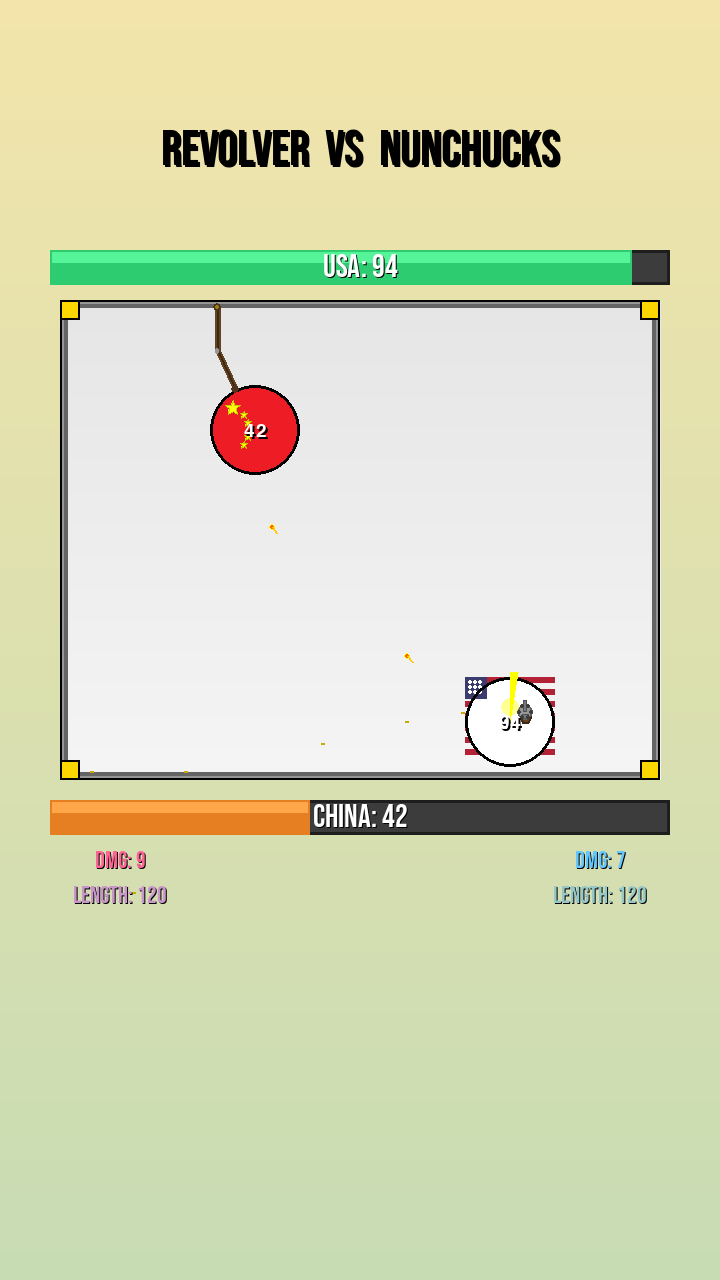 REVOLVER VS NUNCHUCKS
USA: 94
42
94
CHINA: 42
DMG: 9
DMG: 7
LENGTH: 120
LENGTH: 120